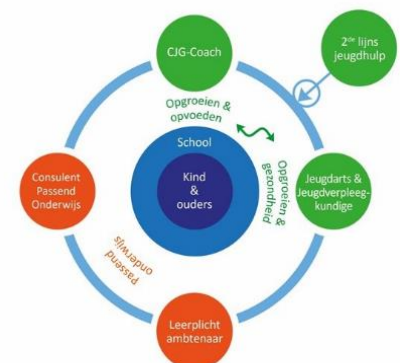 CJG-Coach
2de lijns
jeugdhulp
Opgroeien &
opvoeden
School
Kind
&
ouders
Opgroeien &
gezondheid
Consulent
Passend
Onderwijs
Jeugdarts &
Jeugdverpleeg-
kundige
Passend
onderwijs
Leerplicht
ambtenaar